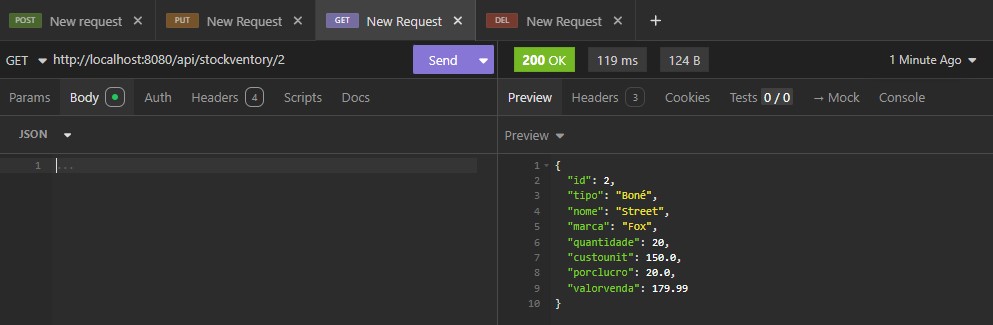 POST New request × PUT New Request × GET New Request × DEL New Request × +
GET http://localhost:8080/api/stockventory/2 Send 200 OK 119 ms 124 B 1 Minute Ago
Params Body Auth Headers 4 Scripts Docs Preview Headers 3 Cookies Tests 0 / 0 → Mock Console
JSON Preview
1 ...
1 {
2 "id": 2,
3 "tipo": "Boné",
4 "nome": "Street",
5 "marca": "Fox",
6 "quantidade": 20,
7 "custounit": 150.0,
8 "porclucro": 20.0,
9 "valorvenda": 179.99
10 }